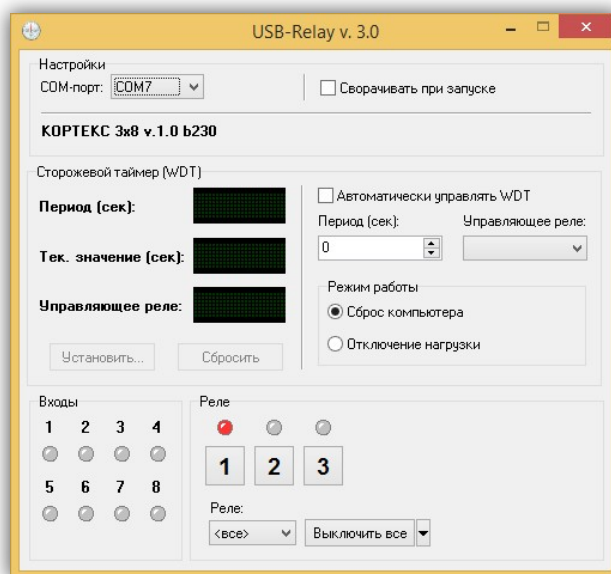 USB-Relay v. 3.0
Настройки
COM-порт: COM7
Сворачивать при запуске
КОРТЕКС 3x8 v.1.0 b230
Сторожевой таймер (WDT)
Период (сек):
Тек. значение (сек):
Управляющее реле:
Установить...
Сбросить
Автоматически управлять WDT
Период (сек):
Управляющее реле:
0
Режим работы
Сброс компьютера
Отключение нагрузки
Входы
1 2 3 4
5 6 7 8
Реле
1 2 3
Реле:
<все>
Выключить все